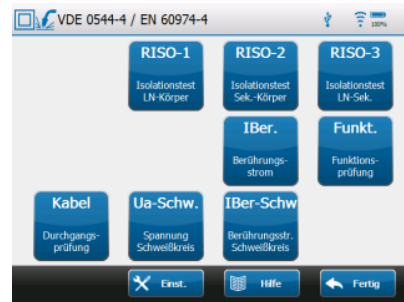 VDE 0544-4 / EN 60974-4
100%
RISO-1
Isolationstest
LN-Körper
RISO-2
Isolationstest
Sek.-Körper
RISO-3
Isolationstest
LN-Sek.
IBer.
Berührungs-
strom
Funkt.
Funktions-
prüfung
Kabel
Durchgangs-
prüfung
Ua-Schw.
Spannung
Schweißkreis
IBer-Schw
Berührungsstr.
Schweißkreis
Einst.
Hilfe
Fertig